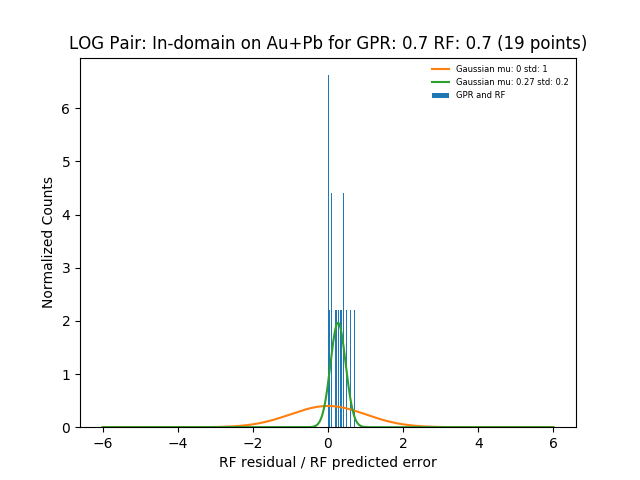 LOG Pair: In-domain on Au+Pb for GPR: 0.7 RF: 0.7 (19 points)
Gaussian mu: 0 std: 1
Gaussian mu: 0.27 std: 0.2
GPR and RF
Normalized Counts
6
5
4
3
2
1
0
−6 −4 −2 0 2 4 6
RF residual / RF predicted error